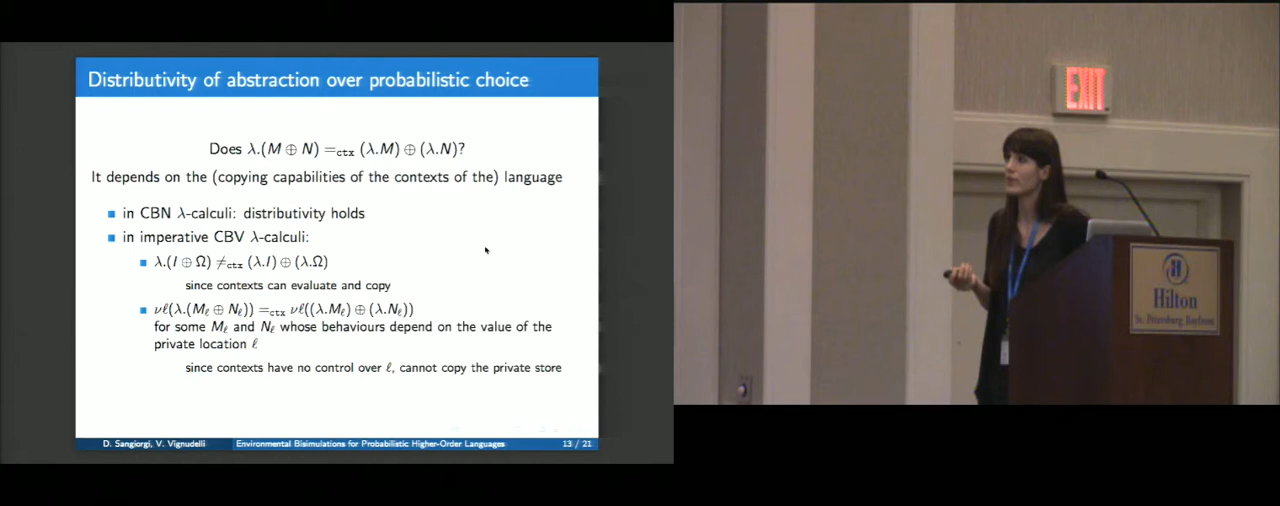 Distributivity of abstraction over probabilistic choice
Does λ.(M ⊕ N) =ctx (λ.M) ⊕ (λ.N)?
It depends on the (copying capabilities of the contexts of the) language
in CBN λ-calculi: distributivity holds
in imperative CBV λ-calculi:
λ.(I ⊕ Ω) ≠ctx (λ.I) ⊕ (λ.Ω)
since contexts can evaluate and copy
νℓ(λ.(Mℓ ⊕ Nℓ)) =ctx νℓ((λ.Mℓ) ⊕ (λ.Nℓ))
for some Mℓ and Nℓ whose behaviours depend on the value of the
private location ℓ
since contexts have no control over ℓ, cannot copy the private store
D. Sangiorgi, V. Vignudelli
Environmental Bisimulations for Probabilistic Higher-Order Languages
13 / 21
EXIT
Hilton
St. Petersburg Bayfront